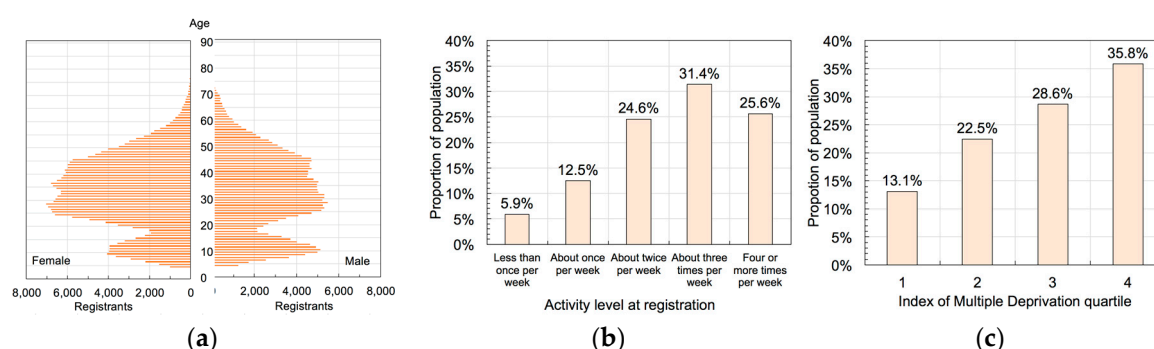 Age
90
80
70
60
50
40
30
20
10
0
Female
Male
8,000 6,000 4,000 2,000 0
2,000 4,000 6,000 8,000
Registrants
Registrants
(a)
Proportion of population
40%
35%
30%
25%
20%
15%
10%
5%
0%
5.9%
12.5%
24.6%
31.4%
25.6%
Less than
once per
week
About once
per week
About twice
per week
About three
times per
week
Four or
more times
per week
Activity level at registration
(b)
Propotion of population
40%
35%
30%
25%
20%
15%
10%
5%
0%
13.1%
22.5%
28.6%
35.8%
1 2 3 4
Index of Multiple Deprivation quartile
(c)